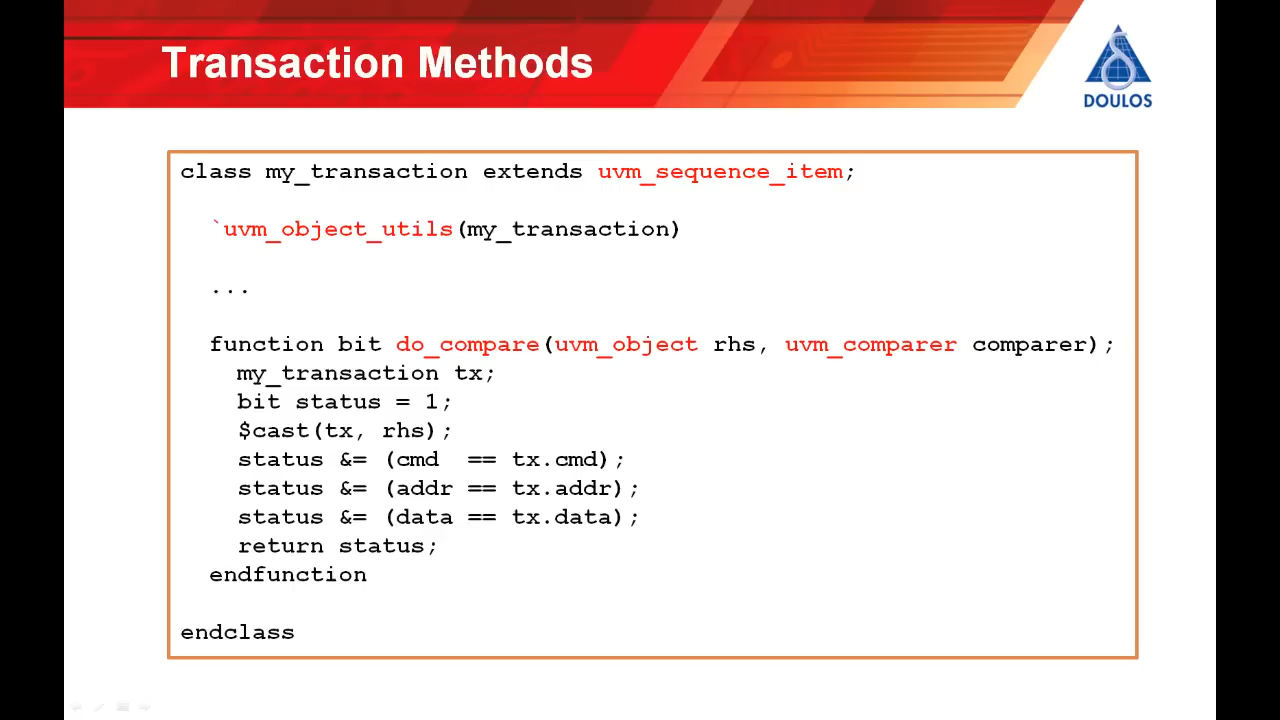 Transaction Methods
DOULOS
class my_transaction extends uvm_sequence_item;
`uvm_object_utils(my_transaction)
...
function bit do_compare(uvm_object rhs, uvm_comparer comparer);
my_transaction tx;
bit status = 1;
$cast(tx, rhs);
status &= (cmd  == tx.cmd);
status &= (addr == tx.addr);
status &= (data == tx.data);
return status;
endfunction
endclass